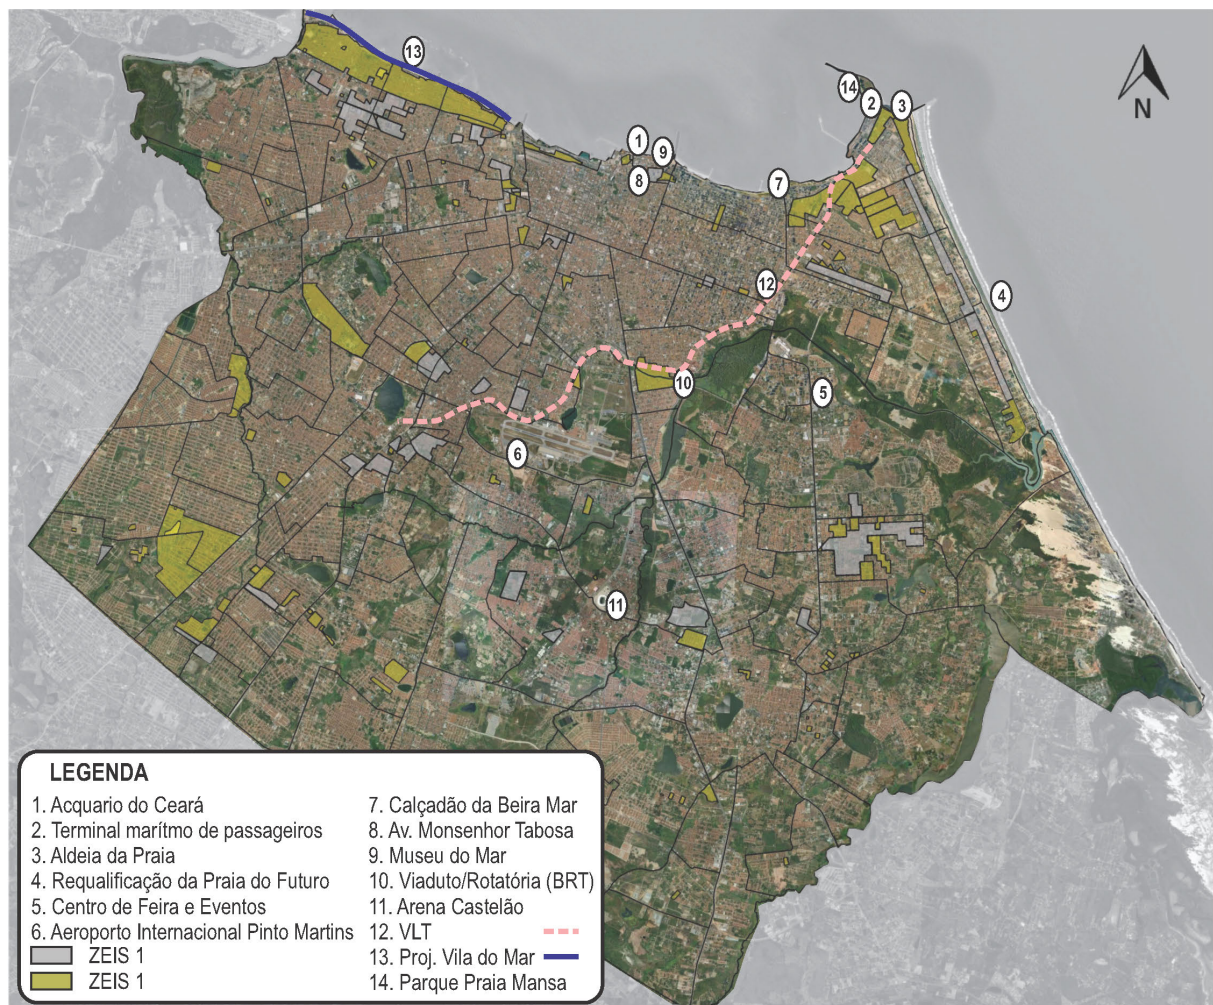 13
14
2
3
N
1
9
8
7
12
4
10
5
6
11
LEGENDA
1. Acquario do Ceará
2. Terminal marítmo de passageiros
3. Aldeia da Praia
4. Requalificação da Praia do Futuro
5. Centro de Feira e Eventos
6. Aeroporto Internacional Pinto Martins
ZEIS 1
ZEIS 1
7. Calçadão da Beira Mar
8. Av. Monsenhor Tabosa
9. Museu do Mar
10. Viaduto/Rotatória (BRT)
11. Arena Castelão
12. VLT
13. Proj. Vila do Mar
14. Parque Praia Mansa